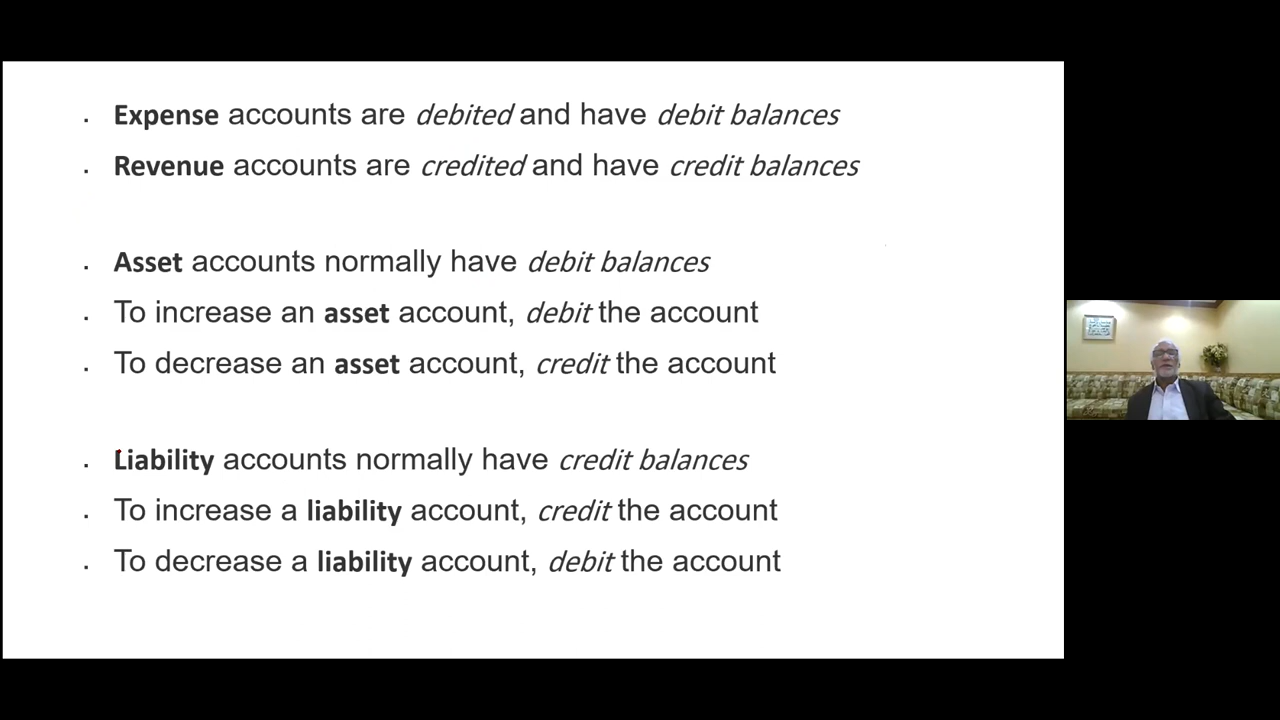 Expense accounts are debited and have debit balances
Revenue accounts are credited and have credit balances
Asset accounts normally have debit balances
To increase an asset account, debit the account
To decrease an asset account, credit the account
Liability accounts normally have credit balances
To increase a liability account, credit the account
To decrease a liability account, debit the account